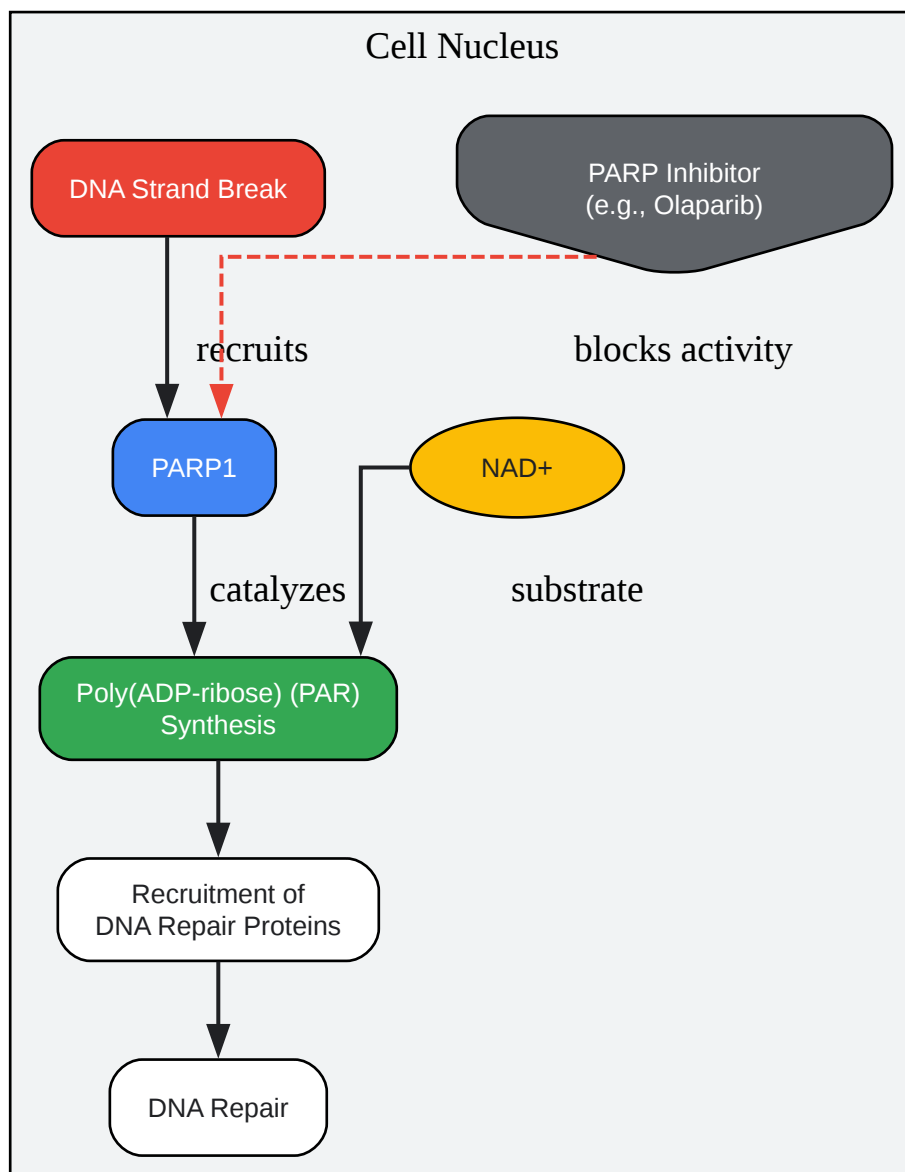 Cell Nucleus
DNA Strand Break
PARP Inhibitor
(e.g., Olaparib)
recruits
blocks activity
PARP1
NAD+
catalyzes
substrate
Poly(ADP-ribose) (PAR)
Synthesis
Recruitment of
DNA Repair Proteins
DNA Repair